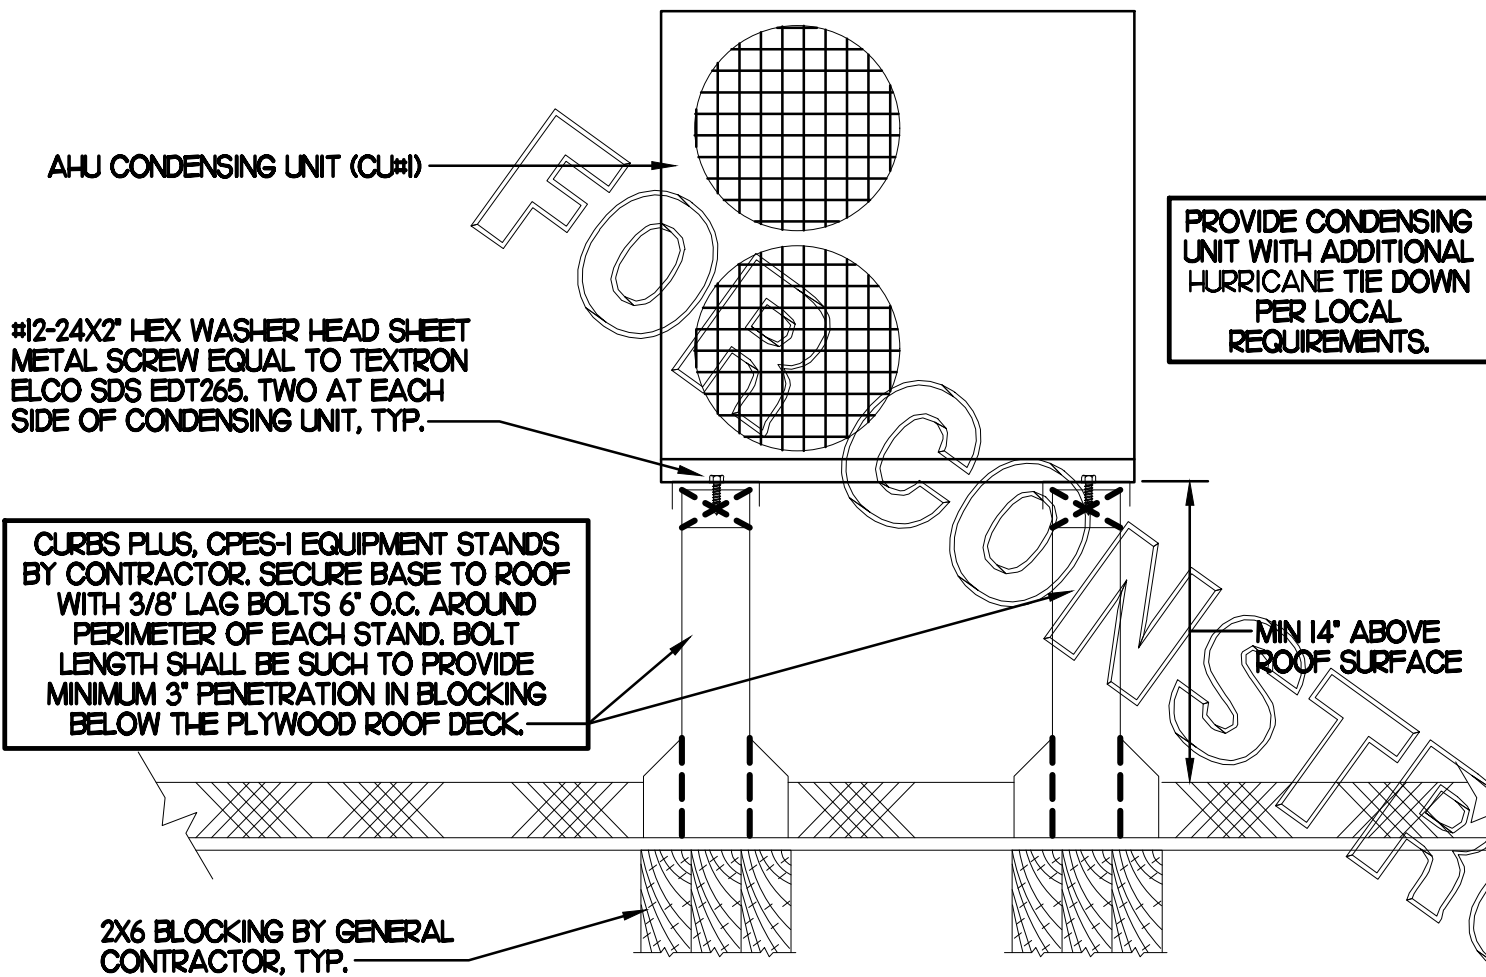 AHU CONDENSING UNIT (CU#1)
PROVIDE CONDENSING
UNIT WITH ADDITIONAL
HURRICANE TIE DOWN
PER LOCAL
REQUIREMENTS.
#12-24X2" HEX WASHER HEAD SHEET
METAL SCREW EQUAL TO TEXTRON
ELCO SDS EDT265. TWO AT EACH
SIDE OF CONDENSING UNIT, TYP.
CURBS PLUS, CPES-1 EQUIPMENT STANDS
BY CONTRACTOR. SECURE BASE TO ROOF
WITH 3/8' LAG BOLTS 6" O.C. AROUND
PERIMETER OF EACH STAND. BOLT
LENGTH SHALL BE SUCH TO PROVIDE
MINIMUM 3" PENETRATION IN BLOCKING
BELOW THE PLYWOOD ROOF DECK.
MIN 14" ABOVE
ROOF SURFACE
2X6 BLOCKING BY GENERAL
CONTRACTOR, TYP.
FOR CONSTR